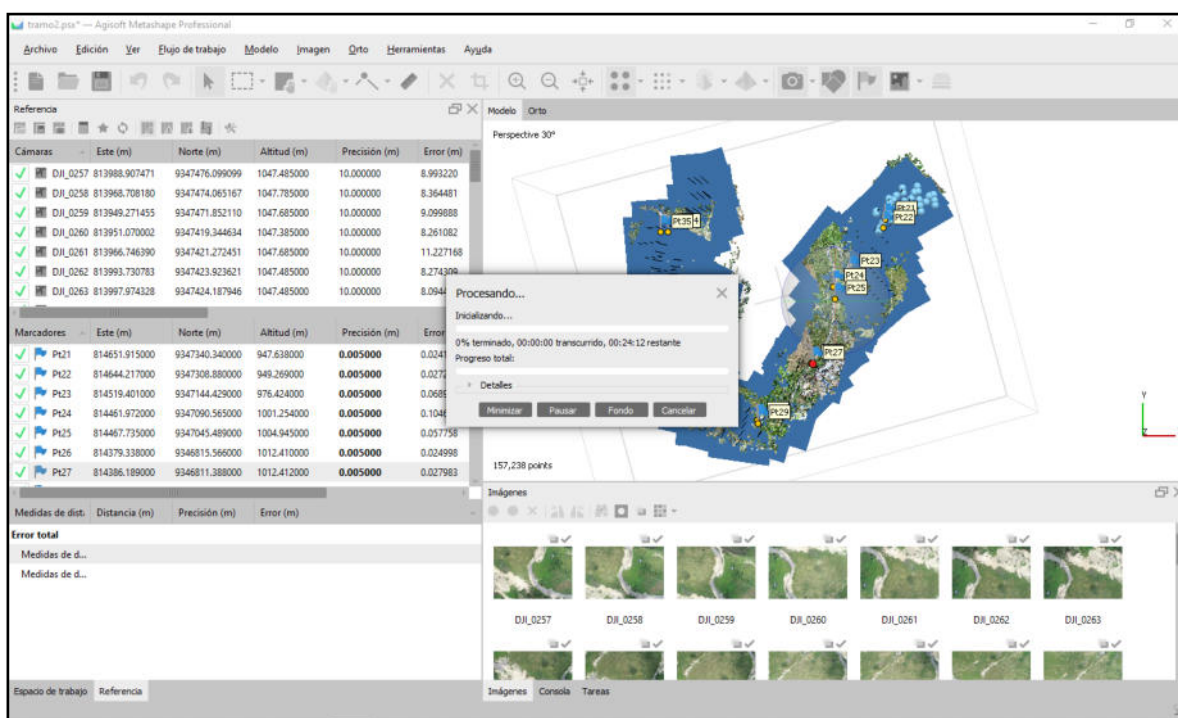 tramo2.psx* — Agisoft Metashape Professional
Archivo Edición Ver Flujo de trabajo Modelo Imagen Orto Herramientas Ayuda
Referencia
Cámaras Este (m) Norte (m) Altitud (m) Precisión (m) Error (m)
DJI_0257 813988.907471 9347476.099099 1047.485000 10.000000 8.993220
DJI_0258 813968.708180 9347474.065167 1047.785000 10.000000 8.364481
DJI_0259 813949.271455 9347471.852110 1047.685000 10.000000 9.099888
DJI_0260 813951.070002 9347419.344634 1047.385000 10.000000 8.261082
DJI_0261 813966.746390 9347421.272451 1047.685000 10.000000 11.227168
DJI_0262 813993.730783 9347423.923621 1047.485000 10.000000 8.274309
DJI_0263 813997.974328 9347424.187946 1047.485000 10.000000 8.094
Marcadores Este (m) Norte (m) Altitud (m) Precisión (m) Error
Pt21 814651.915000 9347340.340000 947.638000 0.005000 0.024
Pt22 814644.217000 9347308.880000 949.269000 0.005000 0.027
Pt23 814519.401000 9347144.429000 976.424000 0.005000 0.068
Pt24 814461.972000 9347090.565000 1001.254000 0.005000 0.104
Pt25 814467.735000 9347045.489000 1004.945000 0.005000 0.057758
Pt26 814379.338000 9346815.566000 1012.410000 0.005000 0.024998
Pt27 814386.189000 9346811.388000 1012.412000 0.005000 0.027983
Medidas de dist. Distancia (m) Precisión (m) Error (m)
Error total
Medidas de d...
Medidas de d...
Espacio de trabajo Referencia
Modelo Orto
Perspective 30°
Pt35 4
Pt21
Pt22
Pt23
Pt24
Pt25
Pt27
Pt29
Y
157,238 points
Procesando...
Inicializando...
0% terminado, 00:00:00 transcurrido, 00:24:12 restante
Progreso total:
Detalles
Minimizar Pausar Fondo Cancelar
Imágenes
DJI_0257 DJI_0258 DJI_0259 DJI_0260 DJI_0261 DJI_0262 DJI_0263
Imágenes Consola Tareas